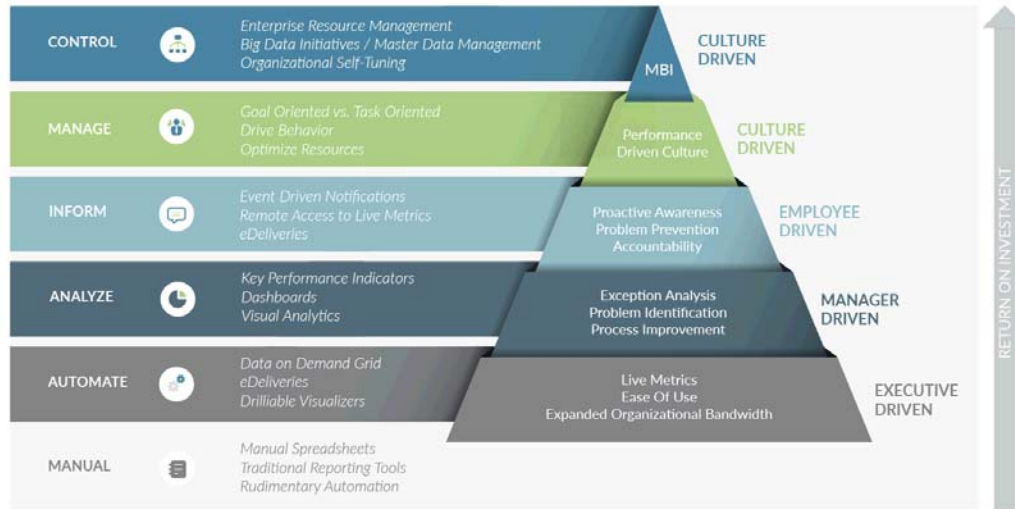 CONTROL
Enterprise Resource Management
Big Data Initiatives / Master Data Management
Organizational Self-Tuning
MBI
CULTURE
DRIVEN
MANAGE
Goal Oriented vs. Task Oriented
Drive Behavior
Optimize Resources
Performance
Driven Culture
CULTURE
DRIVEN
INFORM
Event Driven Notifications
Remote Access to Live Metrics
eDeliveries
Proactive Awareness
Problem Prevention
Accountability
EMPLOYEE
DRIVEN
ANALYZE
Key Performance Indicators
Dashboards
Visual Analytics
Exception Analysis
Problem Identification
Process Improvement
MANAGER
DRIVEN
AUTOMATE
Data on Demand Grid
eDeliveries
Drilliable Visualizers
Live Metrics
Ease Of Use
Expanded Organizational Bandwidth
EXECUTIVE
DRIVEN
MANUAL
Manual Spreadsheets
Traditional Reporting Tools
Rudimentary Automation
RETURN ON INVESTMENT